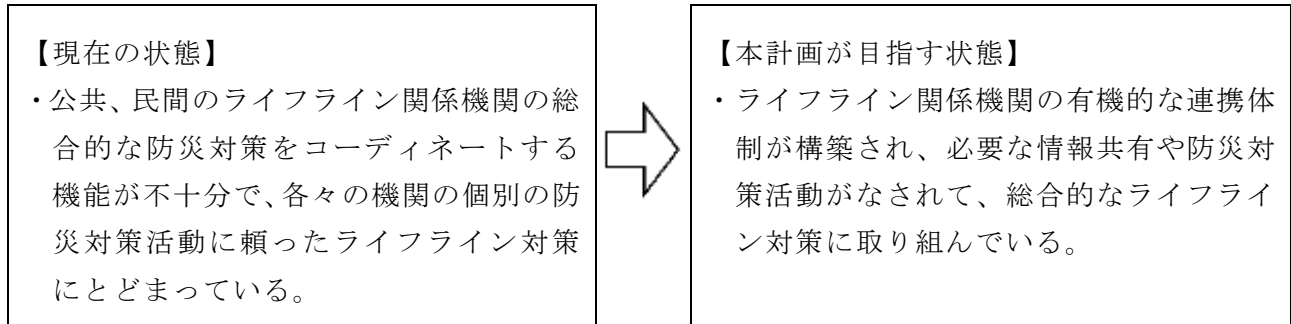 【現在の状態】
・公共、民間のライフライン関係機関の総
合的な防災対策をコーディネートする
機能が不十分で、各々の機関の個別の防
災対策活動に頼ったライフライン対策
にとどまっている。
【本計画が目指す状態】
・ライフライン関係機関の有機的な連携体
制が構築され、必要な情報共有や防災対
策活動がなされて、総合的なライフライ
ン対策に取り組んでいる。